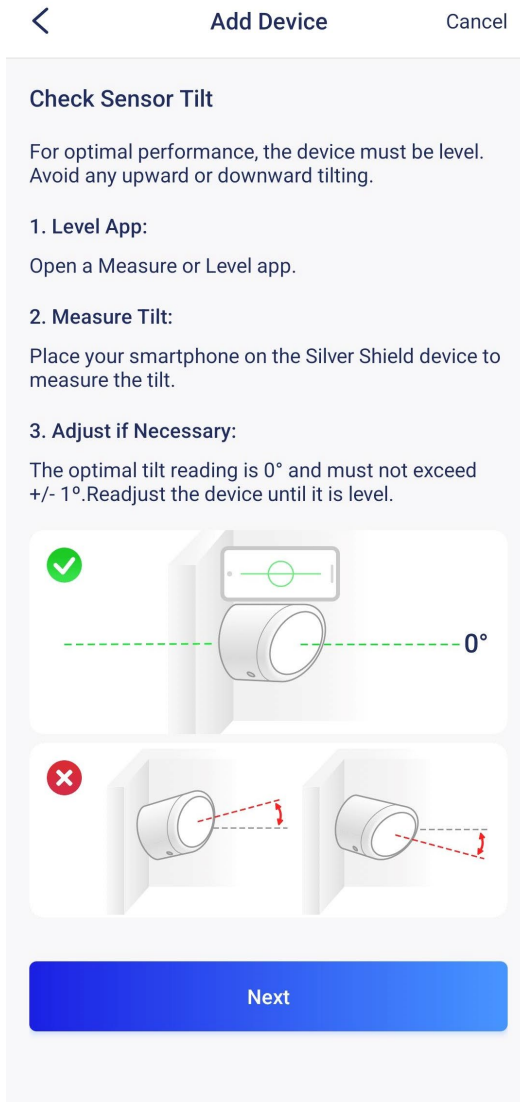 Add Device
Cancel
Check Sensor Tilt
For optimal performance, the device must be level.
Avoid any upward or downward tilting.
1. Level App:
Open a Measure or Level app.
2. Measure Tilt:
Place your smartphone on the Silver Shield device to
measure the tilt.
3. Adjust if Necessary:
The optimal tilt reading is 0° and must not exceed
+/- 1º.Readjust the device until it is level.
0°
Next